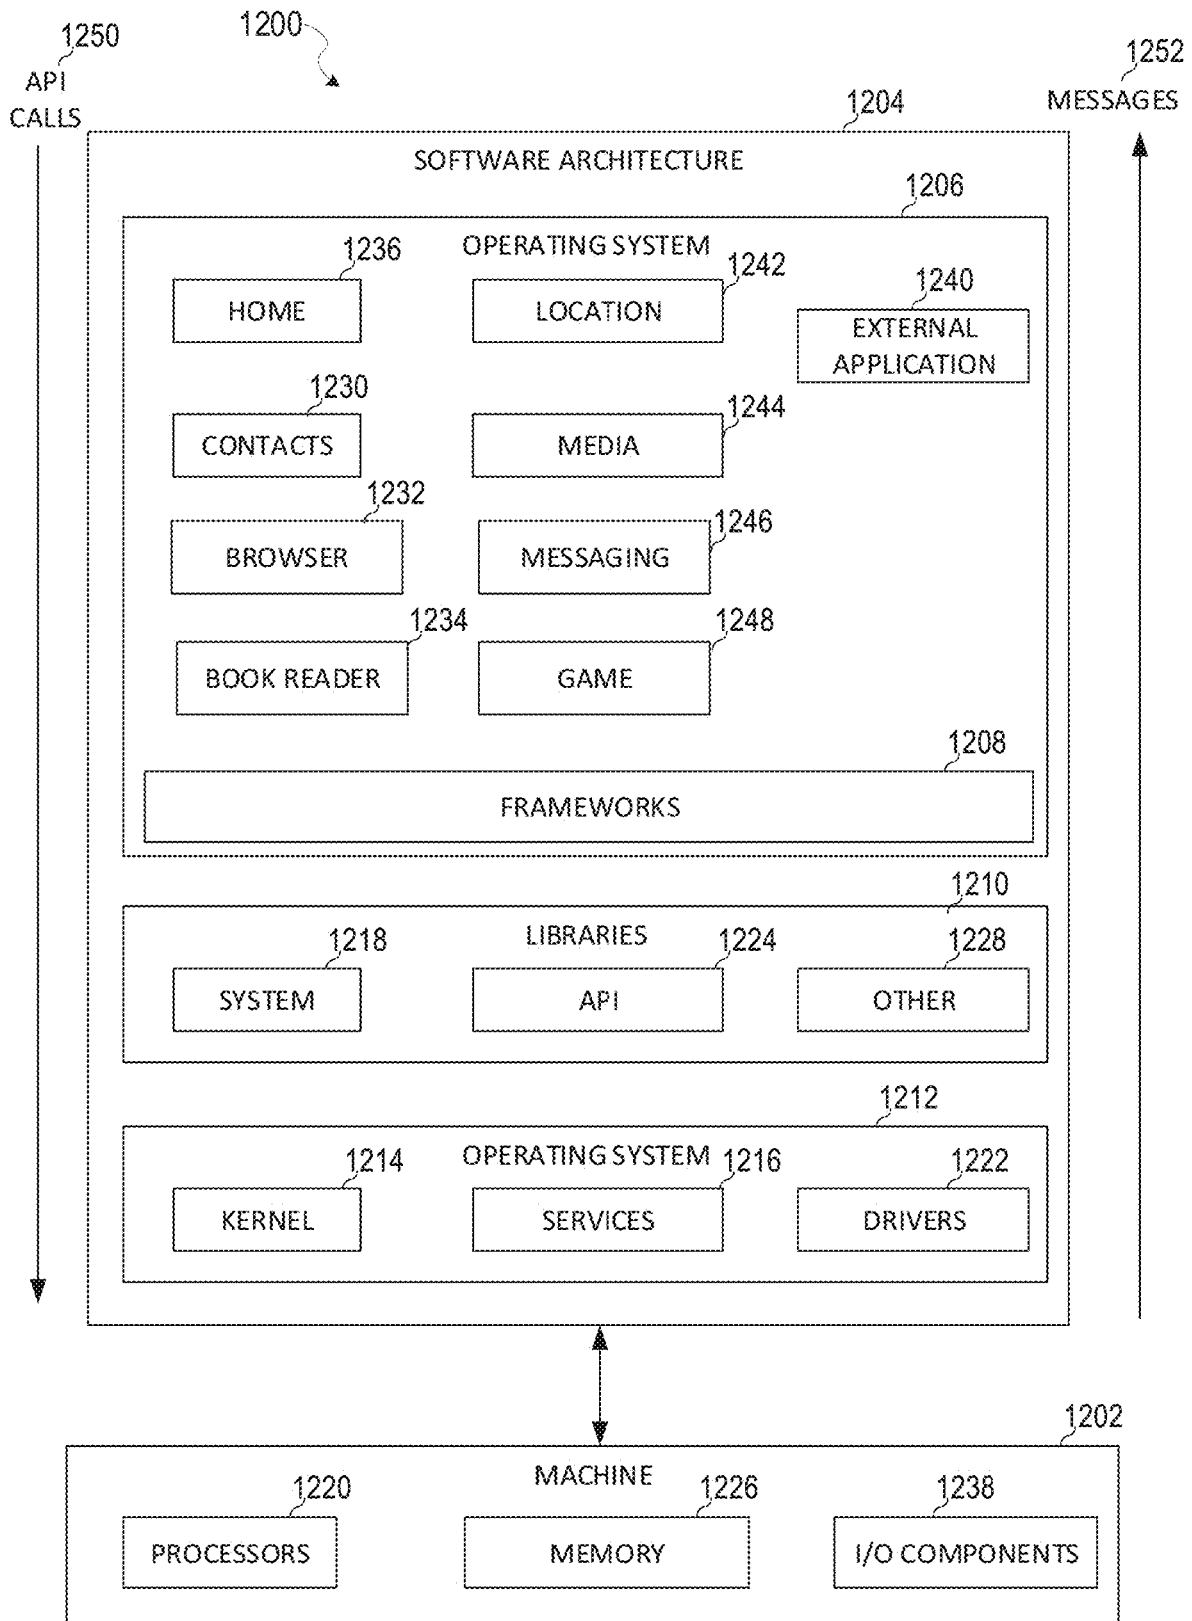 1250
1200
1252
API
CALLS
MESSAGES
1204
SOFTWARE ARCHITECTURE
1206
OPERATING SYSTEM
1236
1242
1240
HOME
LOCATION
EXTERNAL
APPLICATION
1230
1244
CONTACTS
MEDIA
1232
1246
BROWSER
MESSAGING
1234
1248
BOOK READER
GAME
1208
FRAMEWORKS
1210
LIBRARIES
1218
1224
1228
SYSTEM
API
OTHER
1212
OPERATING SYSTEM
1214
1216
1222
KERNEL
SERVICES
DRIVERS
1202
MACHINE
1220
1226
1238
PROCESSORS
MEMORY
I/O COMPONENTS